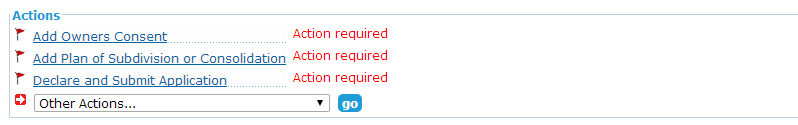 Actions
Add Owners Consent Action required
Add Plan of Subdivision or Consolidation Action required
Declare and Submit Application Action required
Other Actions... go